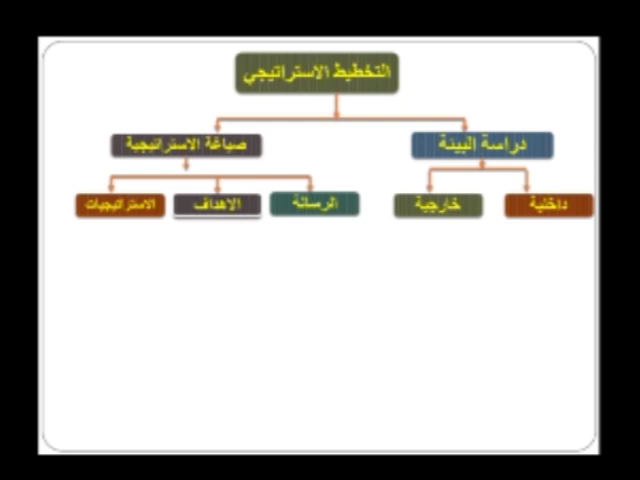 التخطيط الاستراتيجي
دراسة البيئة
صياغة الاستراتيجية
داخلية
خارجية
الرسالة
الاهداف
الاستراتيجيات